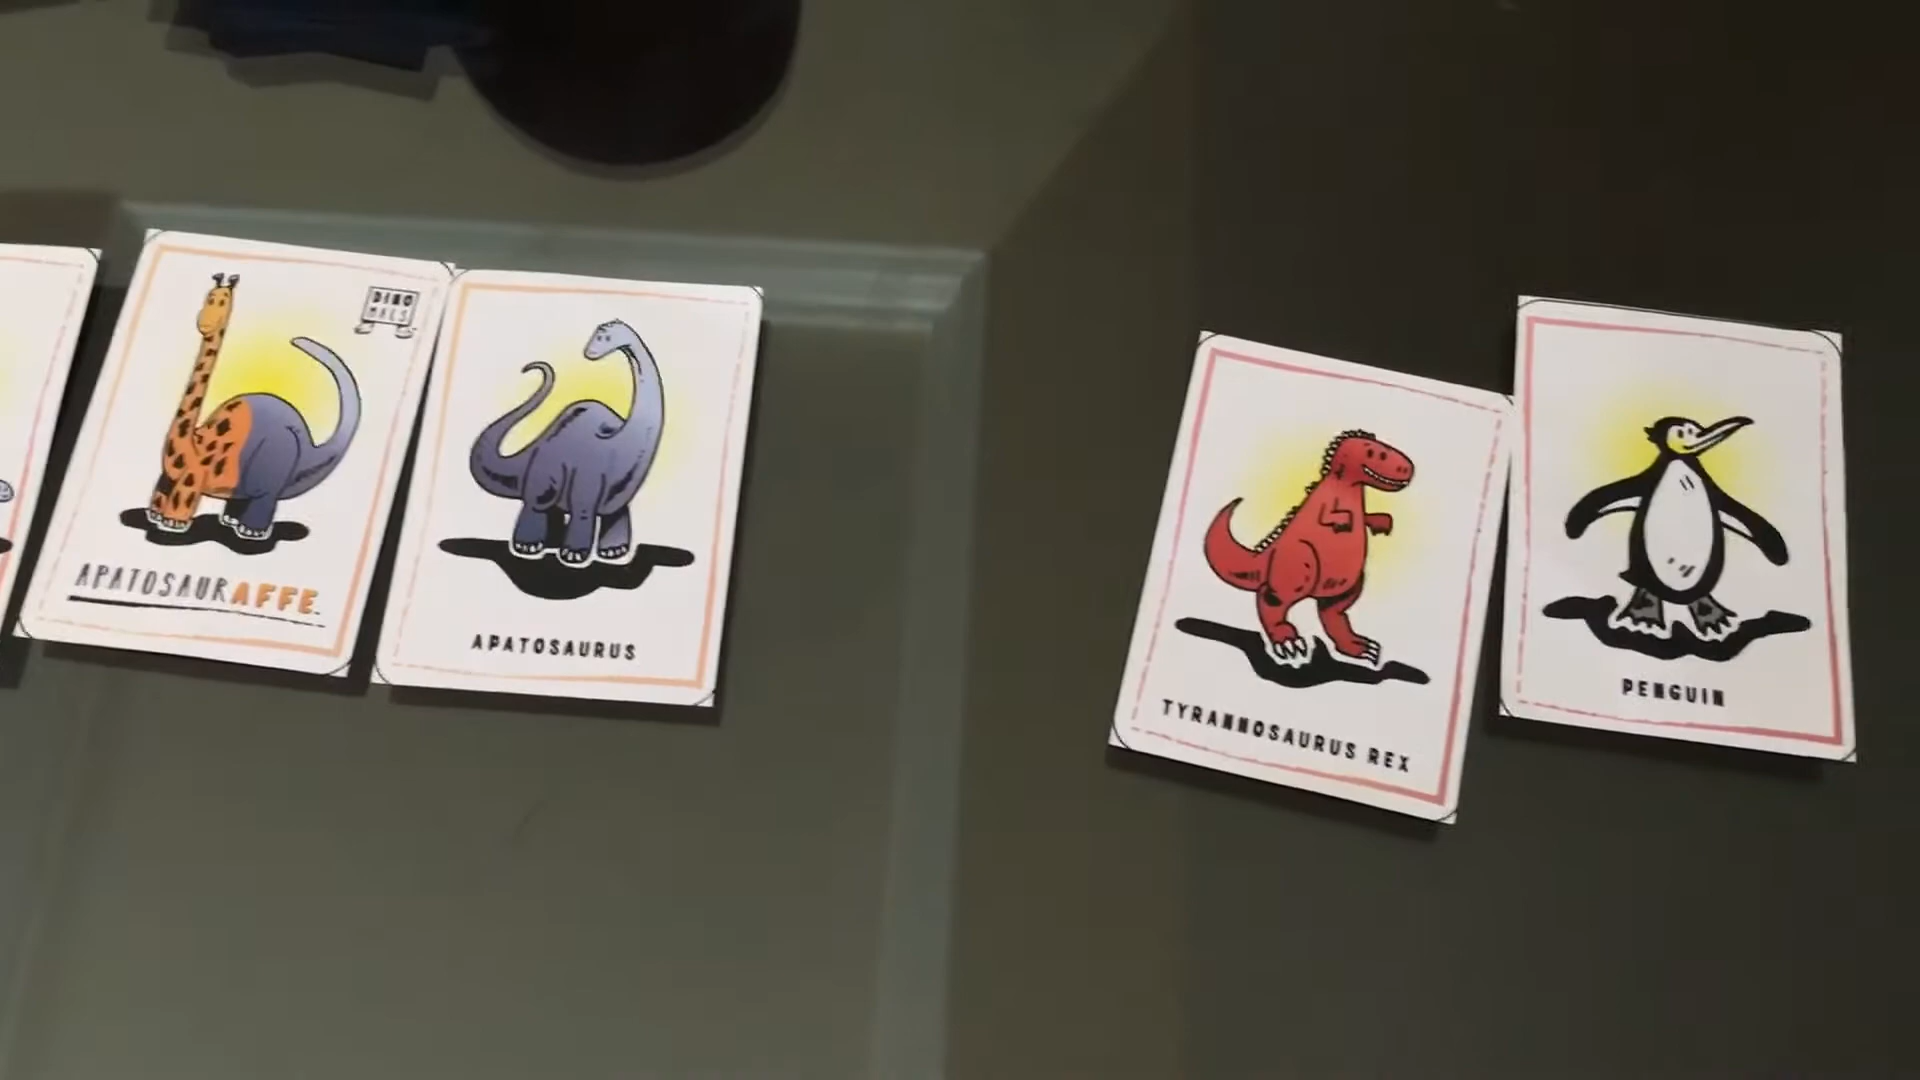 DINO
MALS
APATOSAURAFFE
APATOSAURUS
TYRANNOSAURUS REX
PENGUIN